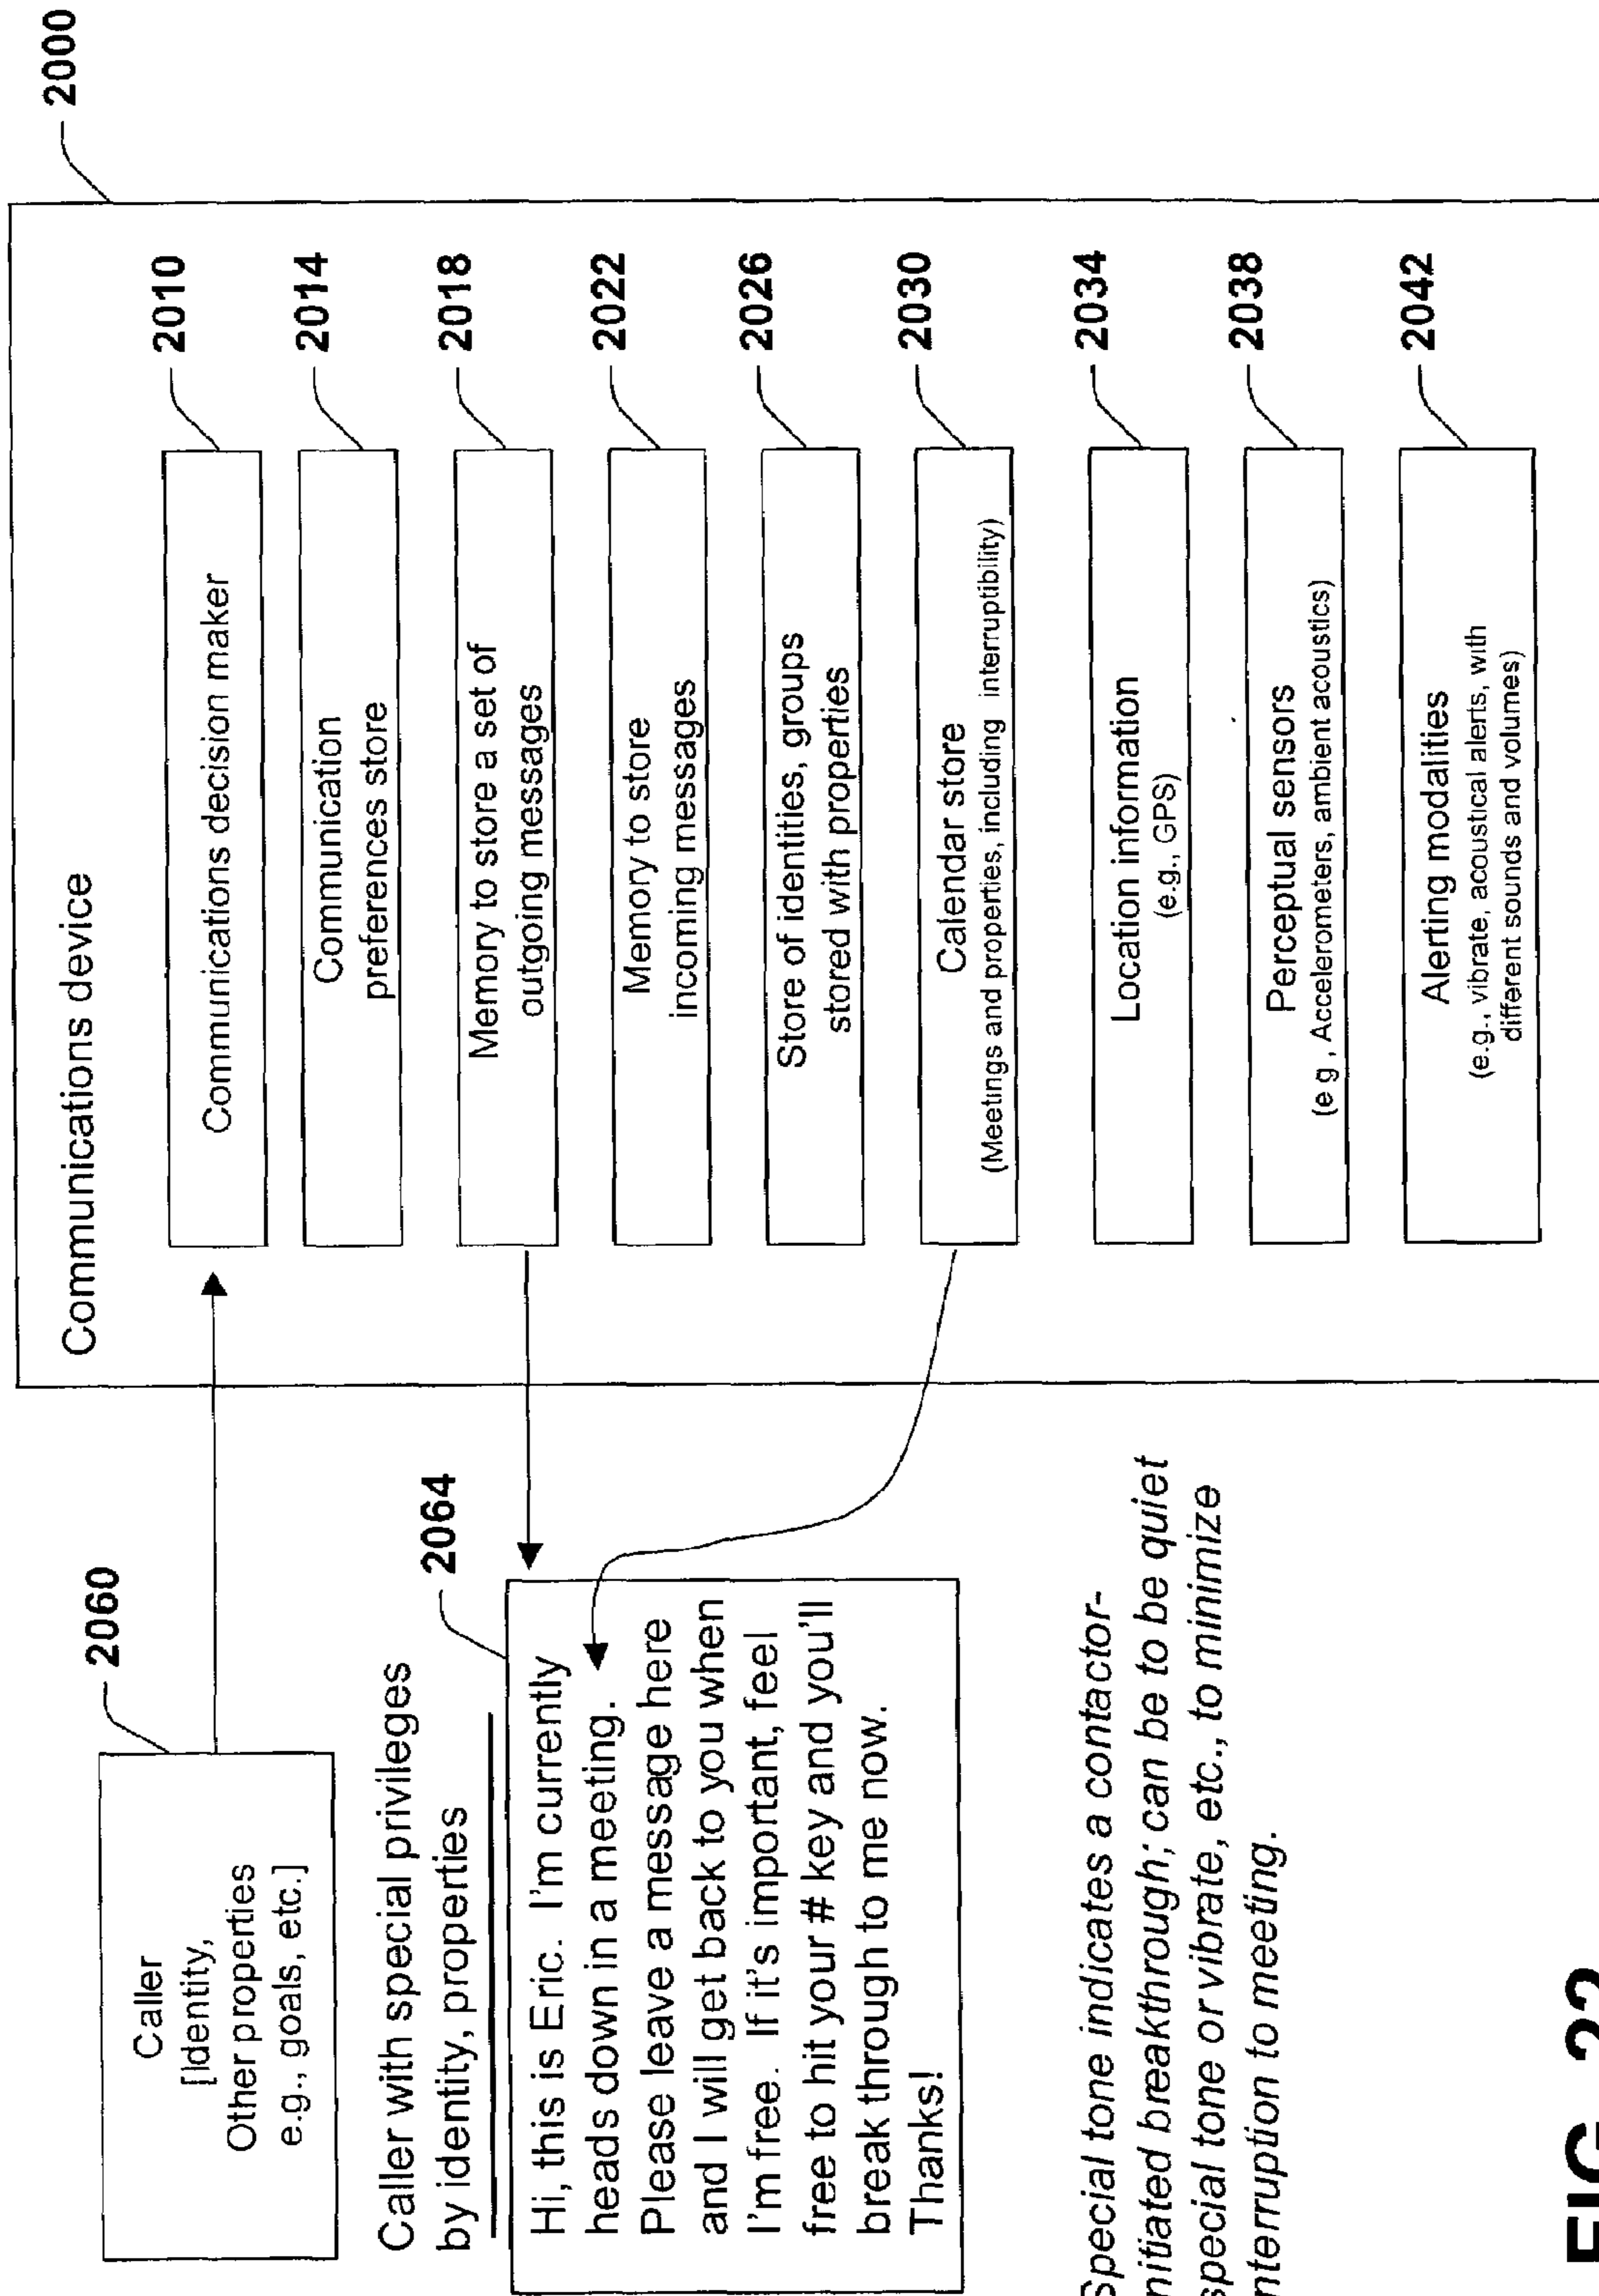 2000
Communications device
2010
Communications decision maker
2014
Communication
preferences store
2018
Memory to store a set of
outgoing messages
2022
Memory to store
incoming messages
2026
Store of identities, groups
stored with properties
2030
Calendar store
(Meetings and properties, including interruptibility)
2034
Location information
(e.g., GPS)
2038
Perceptual sensors
(e g , Accelerometers, ambient acoustics)
2042
Alerting modalities
(e.g., vibrate, acoustical alerts, with
different sounds and volumes)
2060
Caller
[Identity,
Other properties
e.g., goals, etc.]
Caller with special privileges
by identity, properties
2064
Hi, this is Eric. I'm currently
heads down in a meeting.
Please leave a message here
and I will get back to you when
I'm free. If it's important, feel
free to hit your # key and you'll
break through to me now.
Thanks!
Special tone indicates a contactor-
initiated breakthrough; can be to be quiet
special tone or vibrate, etc., to minimize
interruption to meeting.
FIG 22